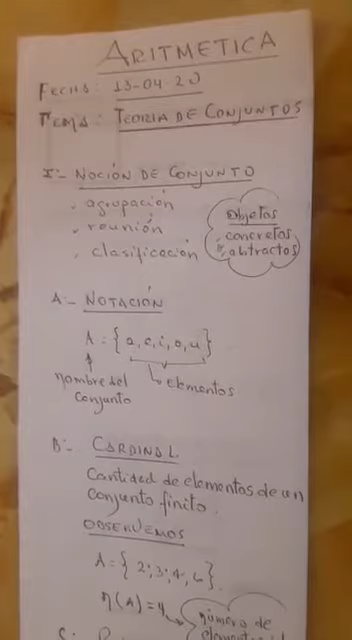 ARITMETICA
FECHA: 13-04-20
TEMA: TEORIA DE CONJUNTOS
I.- NOCIÓN DE CONJUNTO
. agrupación
. reunión
. clasificación
Objetos
. concretos
. abitractos
A.- NOTACIÓN
A = {a, e, i, o, u}
nombre del conjunto
elementos
B.- CARDINAL
Cantidad de elementos de un
conjunto finito.
OBSERVEMOS
A = {2; 3; 4, 6}
η(A) = 4
número de
elementos